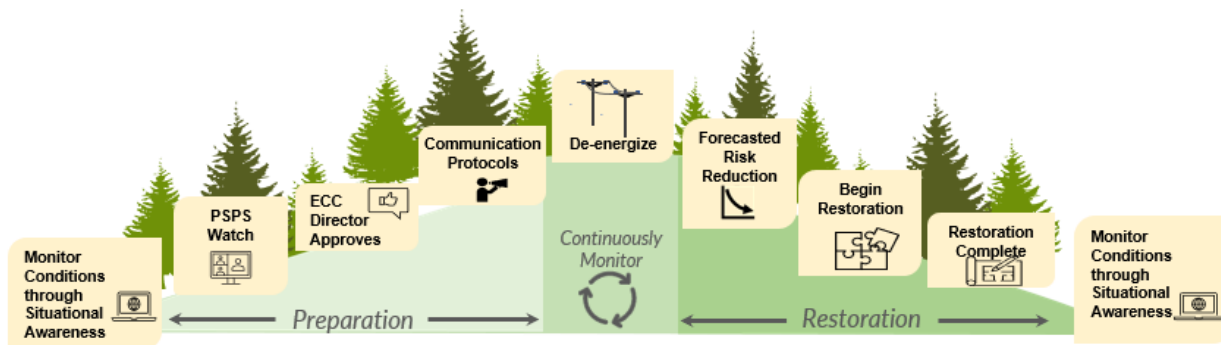 Monitor
Conditions
through
Situational
Awareness
PSPS
Watch
ECC
Director
Approves
Communication
Protocols
De-energize
Forecasted
Risk
Reduction
Begin
Restoration
Restoration
Complete
Monitor
Conditions
through
Situational
Awareness
Preparation
Continuously
Monitor
Restoration